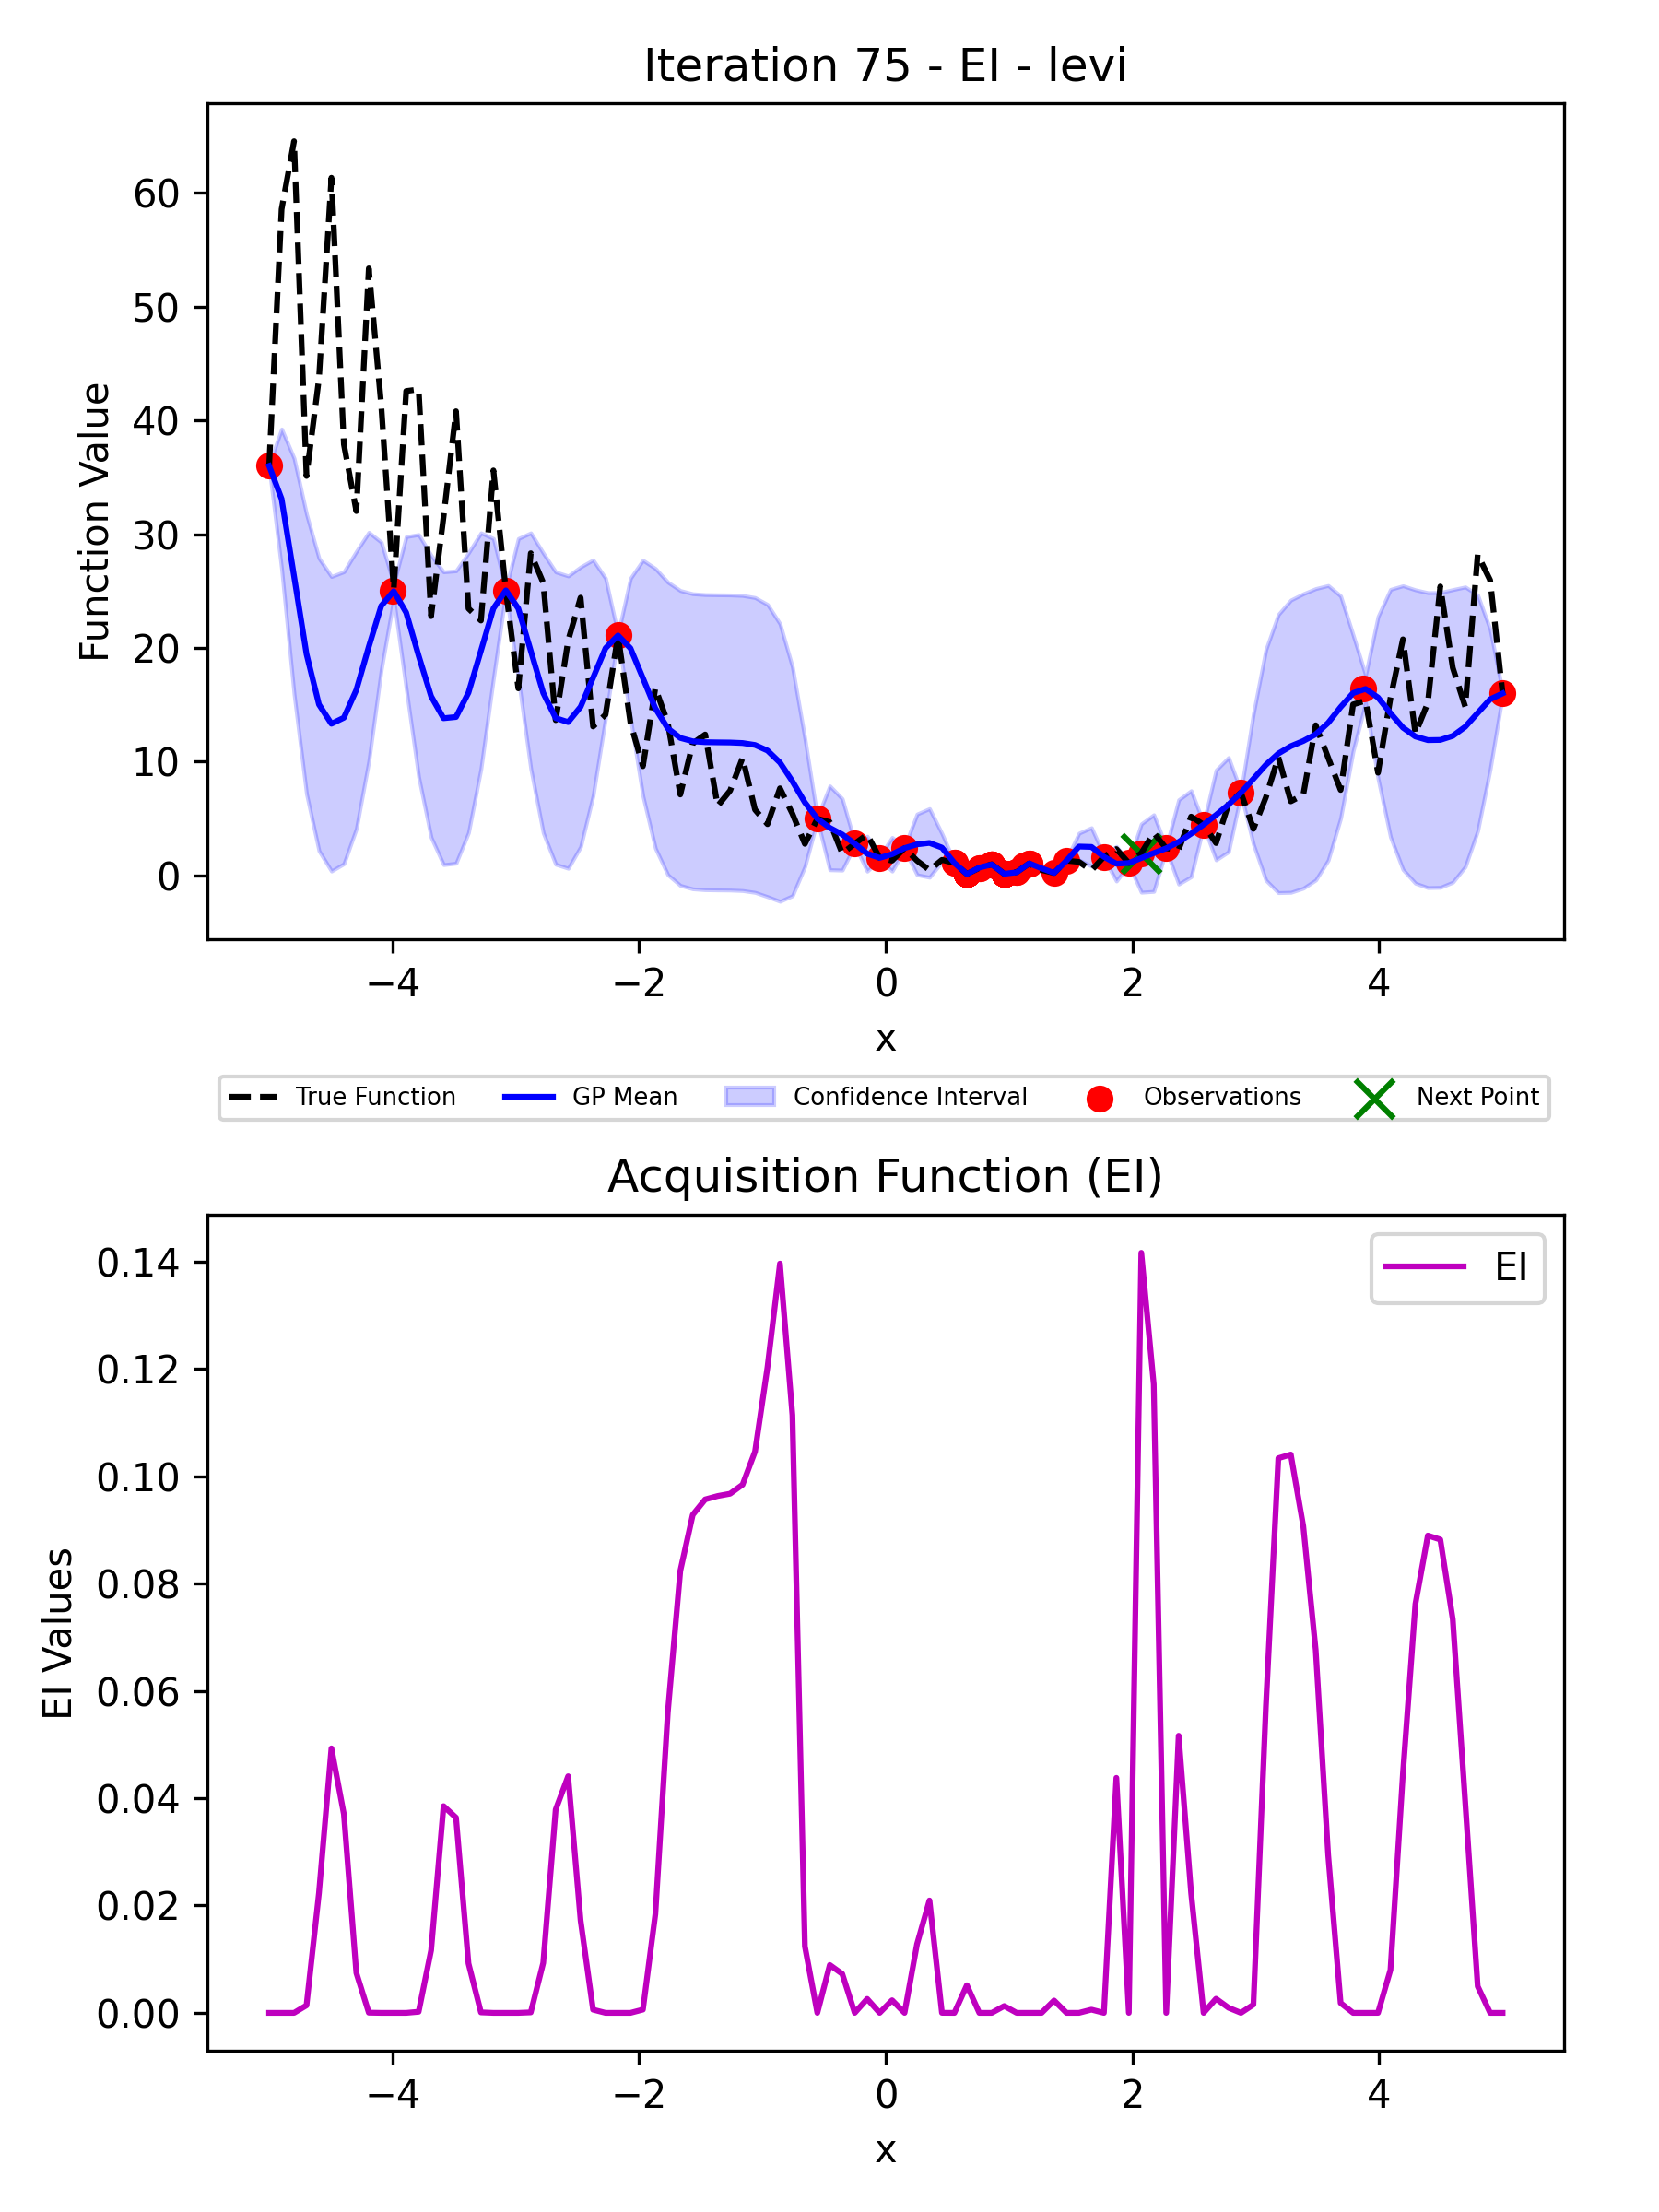 Iteration 75 - EI - levi
Function Value
60
50
40
30
20
10
0
−4 −2 0 2 4
x
True Function GP Mean Confidence Interval Observations Next Point
Acquisition Function (EI)
EI
EI Values
0.14
0.12
0.10
0.08
0.06
0.04
0.02
0.00
−4 −2 0 2 4
x